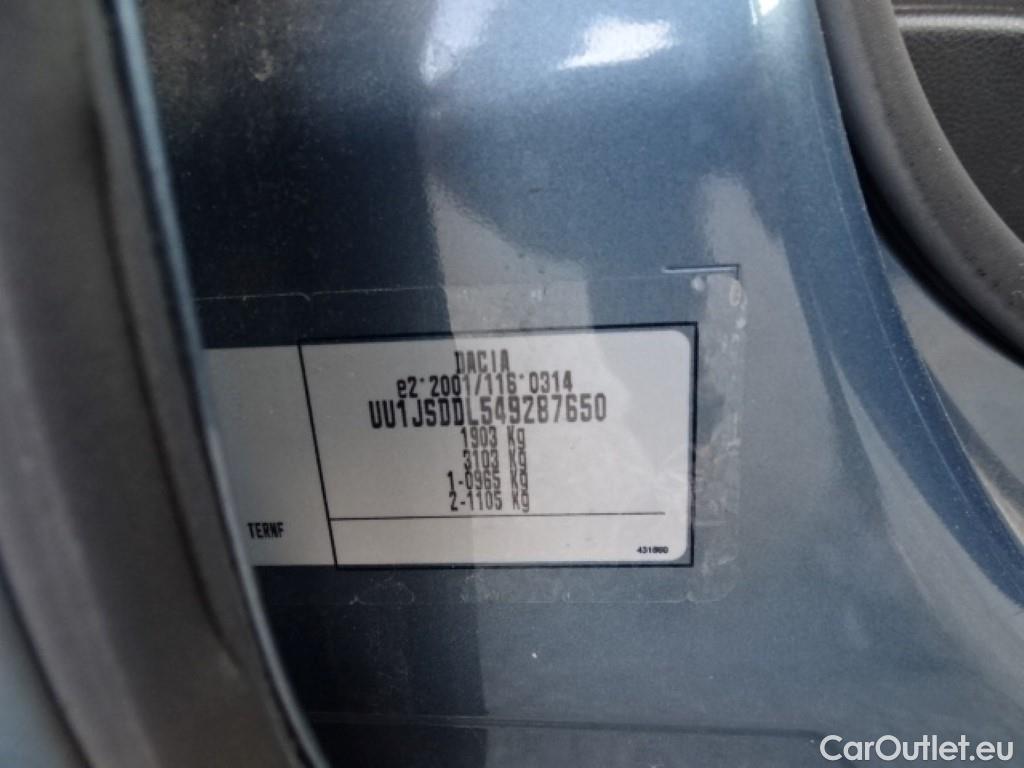 DACIA
e2*2001/116*0314
UU1JSDDL549287650
1903 Kg
3103 Kg
1-0965 Kg
2-1105 Kg
TERNF
431860
CarOutlet.eu